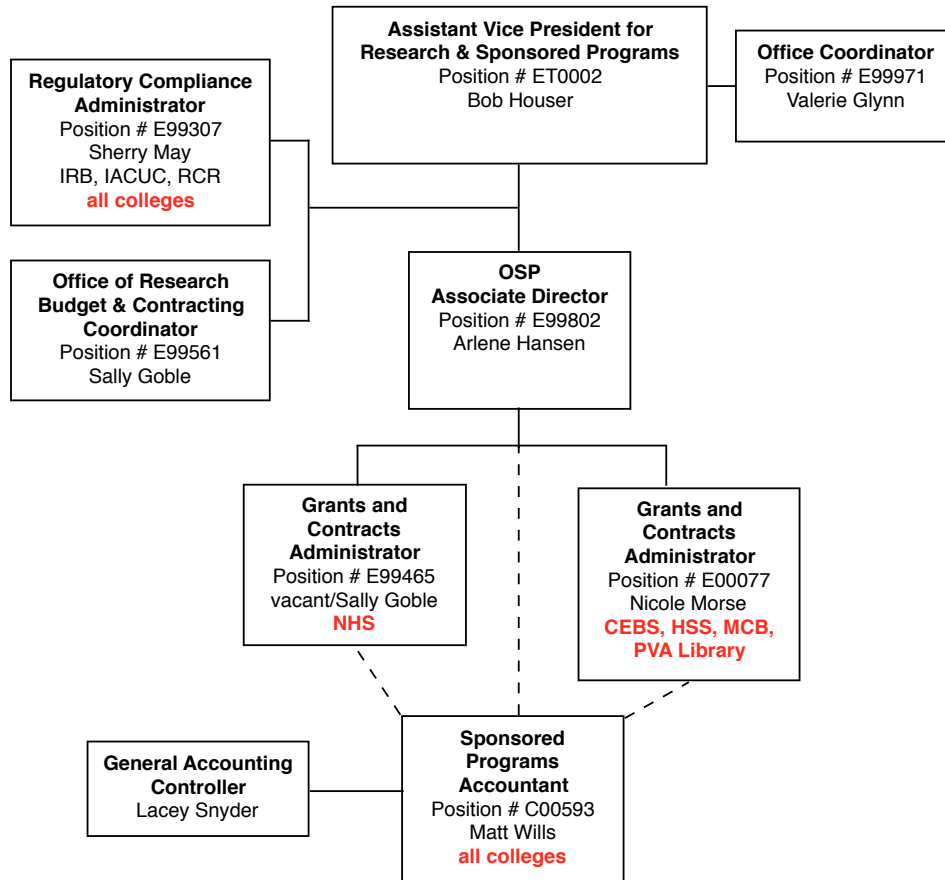 Assistant Vice President for
Research & Sponsored Programs
Position # ET0002
Bob Houser
Office Coordinator
Position # E99971
Valerie Glynn
Regulatory Compliance
Administrator
Position # E99307
Sherry May
IRB, IACUC, RCR
all colleges
Office of Research
Budget & Contracting
Coordinator
Position # E99561
Sally Goble
OSP
Associate Director
Position # E99802
Arlene Hansen
Grants and
Contracts
Administrator
Position # E99465
vacant/Sally Goble
NHS
Grants and
Contracts
Administrator
Position # E00077
Nicole Morse
CEBS, HSS, MCB,
PVA Library
General Accounting
Controller
Lacey Snyder
Sponsored
Programs
Accountant
Position # C00593
Matt Wills
all colleges